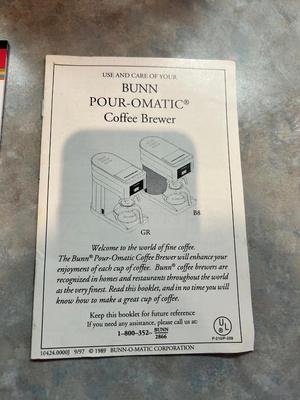 USE AND CARE OF YOUR
BUNN
POUR-OMATIC®
Coffee Brewer
B8
GR
Welcome to the world of fine coffee.
The Bunn® Pour-Omatic Coffee Brewer will enhance your
enjoyment of each cup of coffee. Bunn® coffee brewers are
recognized in homes and restaurants throughout the world
as the very finest. Read this booklet, and in no time you will
know how to make a great cup of coffee.
Keep this booklet for future reference
If you need any assistance, please call us at:
1-800-352- BUNN
2866
UL
10424.0000J 9/97 © 1989 BUNN-O-MATIC CORPORATION